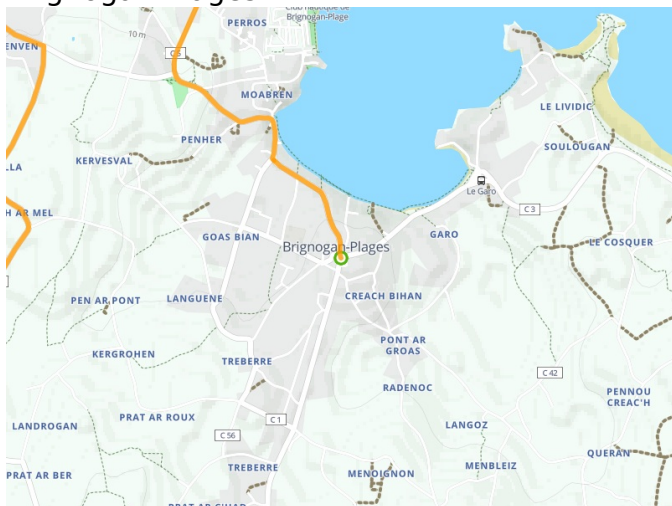 Brignogan-Plages
Club nautique de
Brignogan-Plage
PERROS
10 m
ENVEN
C 5
MOABREN
LE LIVIDIC
PENHER
SOULOUGAN
KERVESVAL
LLA
Le Garo
C 3
H AR MEL
GOAS BIAN
GARO
Brignogan-Plages
LE COSQUER
PEN AR PONT
LANGUENE
CREACH BIHAN
PONT AR
GROAS
KERGROHEN
TREBERRE
C 42
RADENOC
PENNOU
CREAC'H
PRAT AR ROUX
C 1
LANDROGAN
LANGOZ
C 56
QUERAN
TREBERRE
MENBLEIZ
PRAT AR BER
MENOIGNON